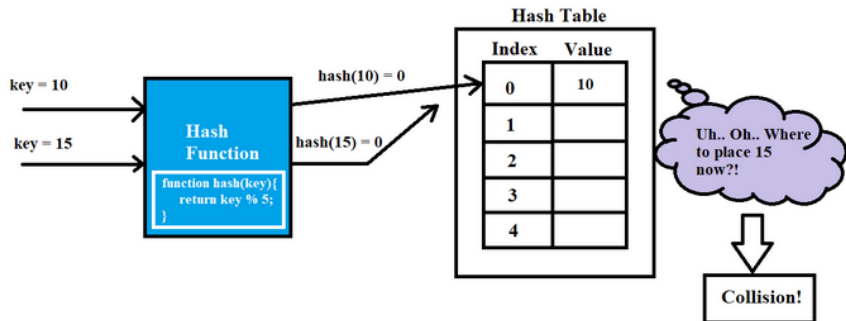 Hash Table
Index Value
key = 10
hash(10) = 0
0 10
key = 15
hash(15) = 0
Hash
Function
function hash(key){
return key % 5;
}
1
2
3
4
Uh.. Oh.. Where
to place 15
now?!
Collision!